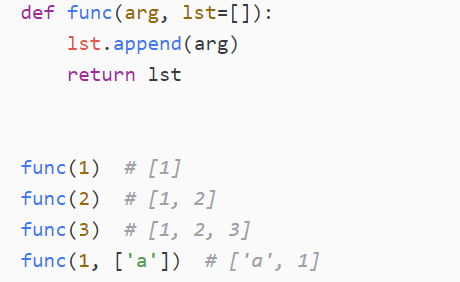 def func(arg, lst=[]):
    lst.append(arg)
    return lst
func(1)  # [1]
func(2)  # [1, 2]
func(3)  # [1, 2, 3]
func(1, ['a'])  # ['a', 1]